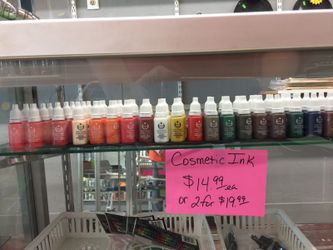 Cosmetic Ink
$14.99 ea
or 2 for $19.99